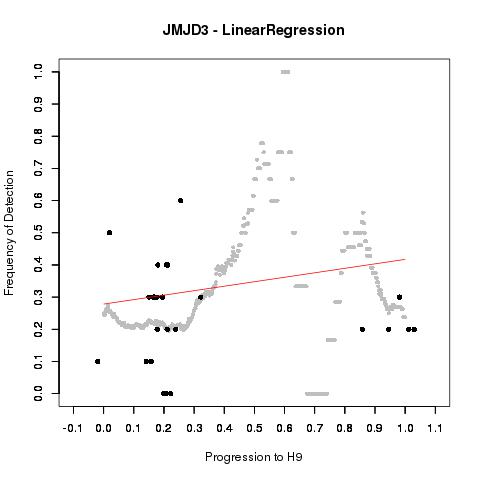 JMJD3 - LinearRegression
Frequency of Detection
1.0
0.9
0.8
0.7
0.6
0.5
0.4
0.3
0.2
0.1
0.0
-0.1 0.0 0.1 0.2 0.3 0.4 0.5 0.6 0.7 0.8 0.9 1.0 1.1
Progression to H9